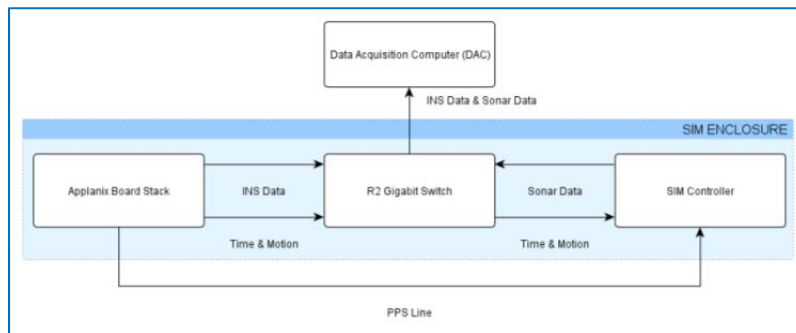 Data Acquisition Computer (DAC)
INS Data & Sonar Data
SIM ENCLOSURE
Applanix Board Stack
INS Data
R2 Gigabit Switch
Sonar Data
SIM Controller
Time & Motion
Time & Motion
PPS Line